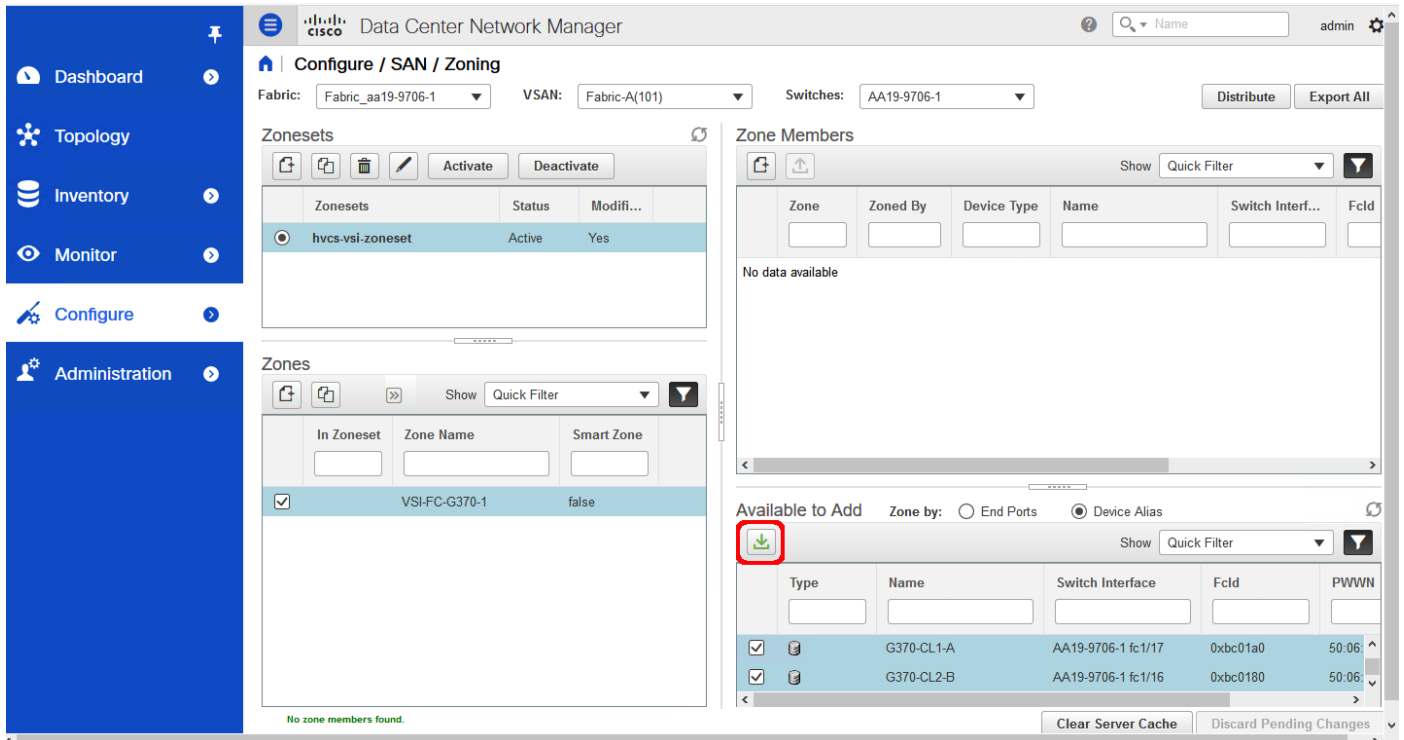 cisco Data Center Network Manager
Name
admin
Dashboard
Topology
Inventory
Monitor
Configure
Administration
Configure / SAN / Zoning
Fabric: Fabric_aa19-9706-1 VSAN: Fabric-A(101) Switches: AA19-9706-1 Distribute Export All
Zonesets
Activate Deactivate
Zonesets Status Modifi...
hvcs-vsi-zoneset Active Yes
Zones
Show Quick Filter
In Zoneset Zone Name Smart Zone
VSI-FC-G370-1 false
No zone members found.
Zone Members
Show Quick Filter
Zone Zoned By Device Type Name Switch Interf... FcId
No data available
Available to Add Zone by: End Ports Device Alias
Show Quick Filter
Type Name Switch Interface FcId PWWN
G370-CL1-A AA19-9706-1 fc1/17 0xbc01a0 50:06:
G370-CL2-B AA19-9706-1 fc1/16 0xbc0180 50:06:
Clear Server Cache Discard Pending Changes